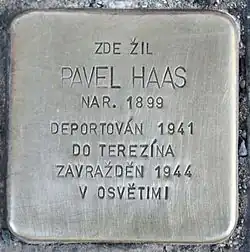 ZDE ŽIL
PAVEL HAAS
NAR. 1899
DEPORTOVÁN 1941
DO TEREZÍNA
ZAVRAŽDĚN 1944
V OSVĚTIMI